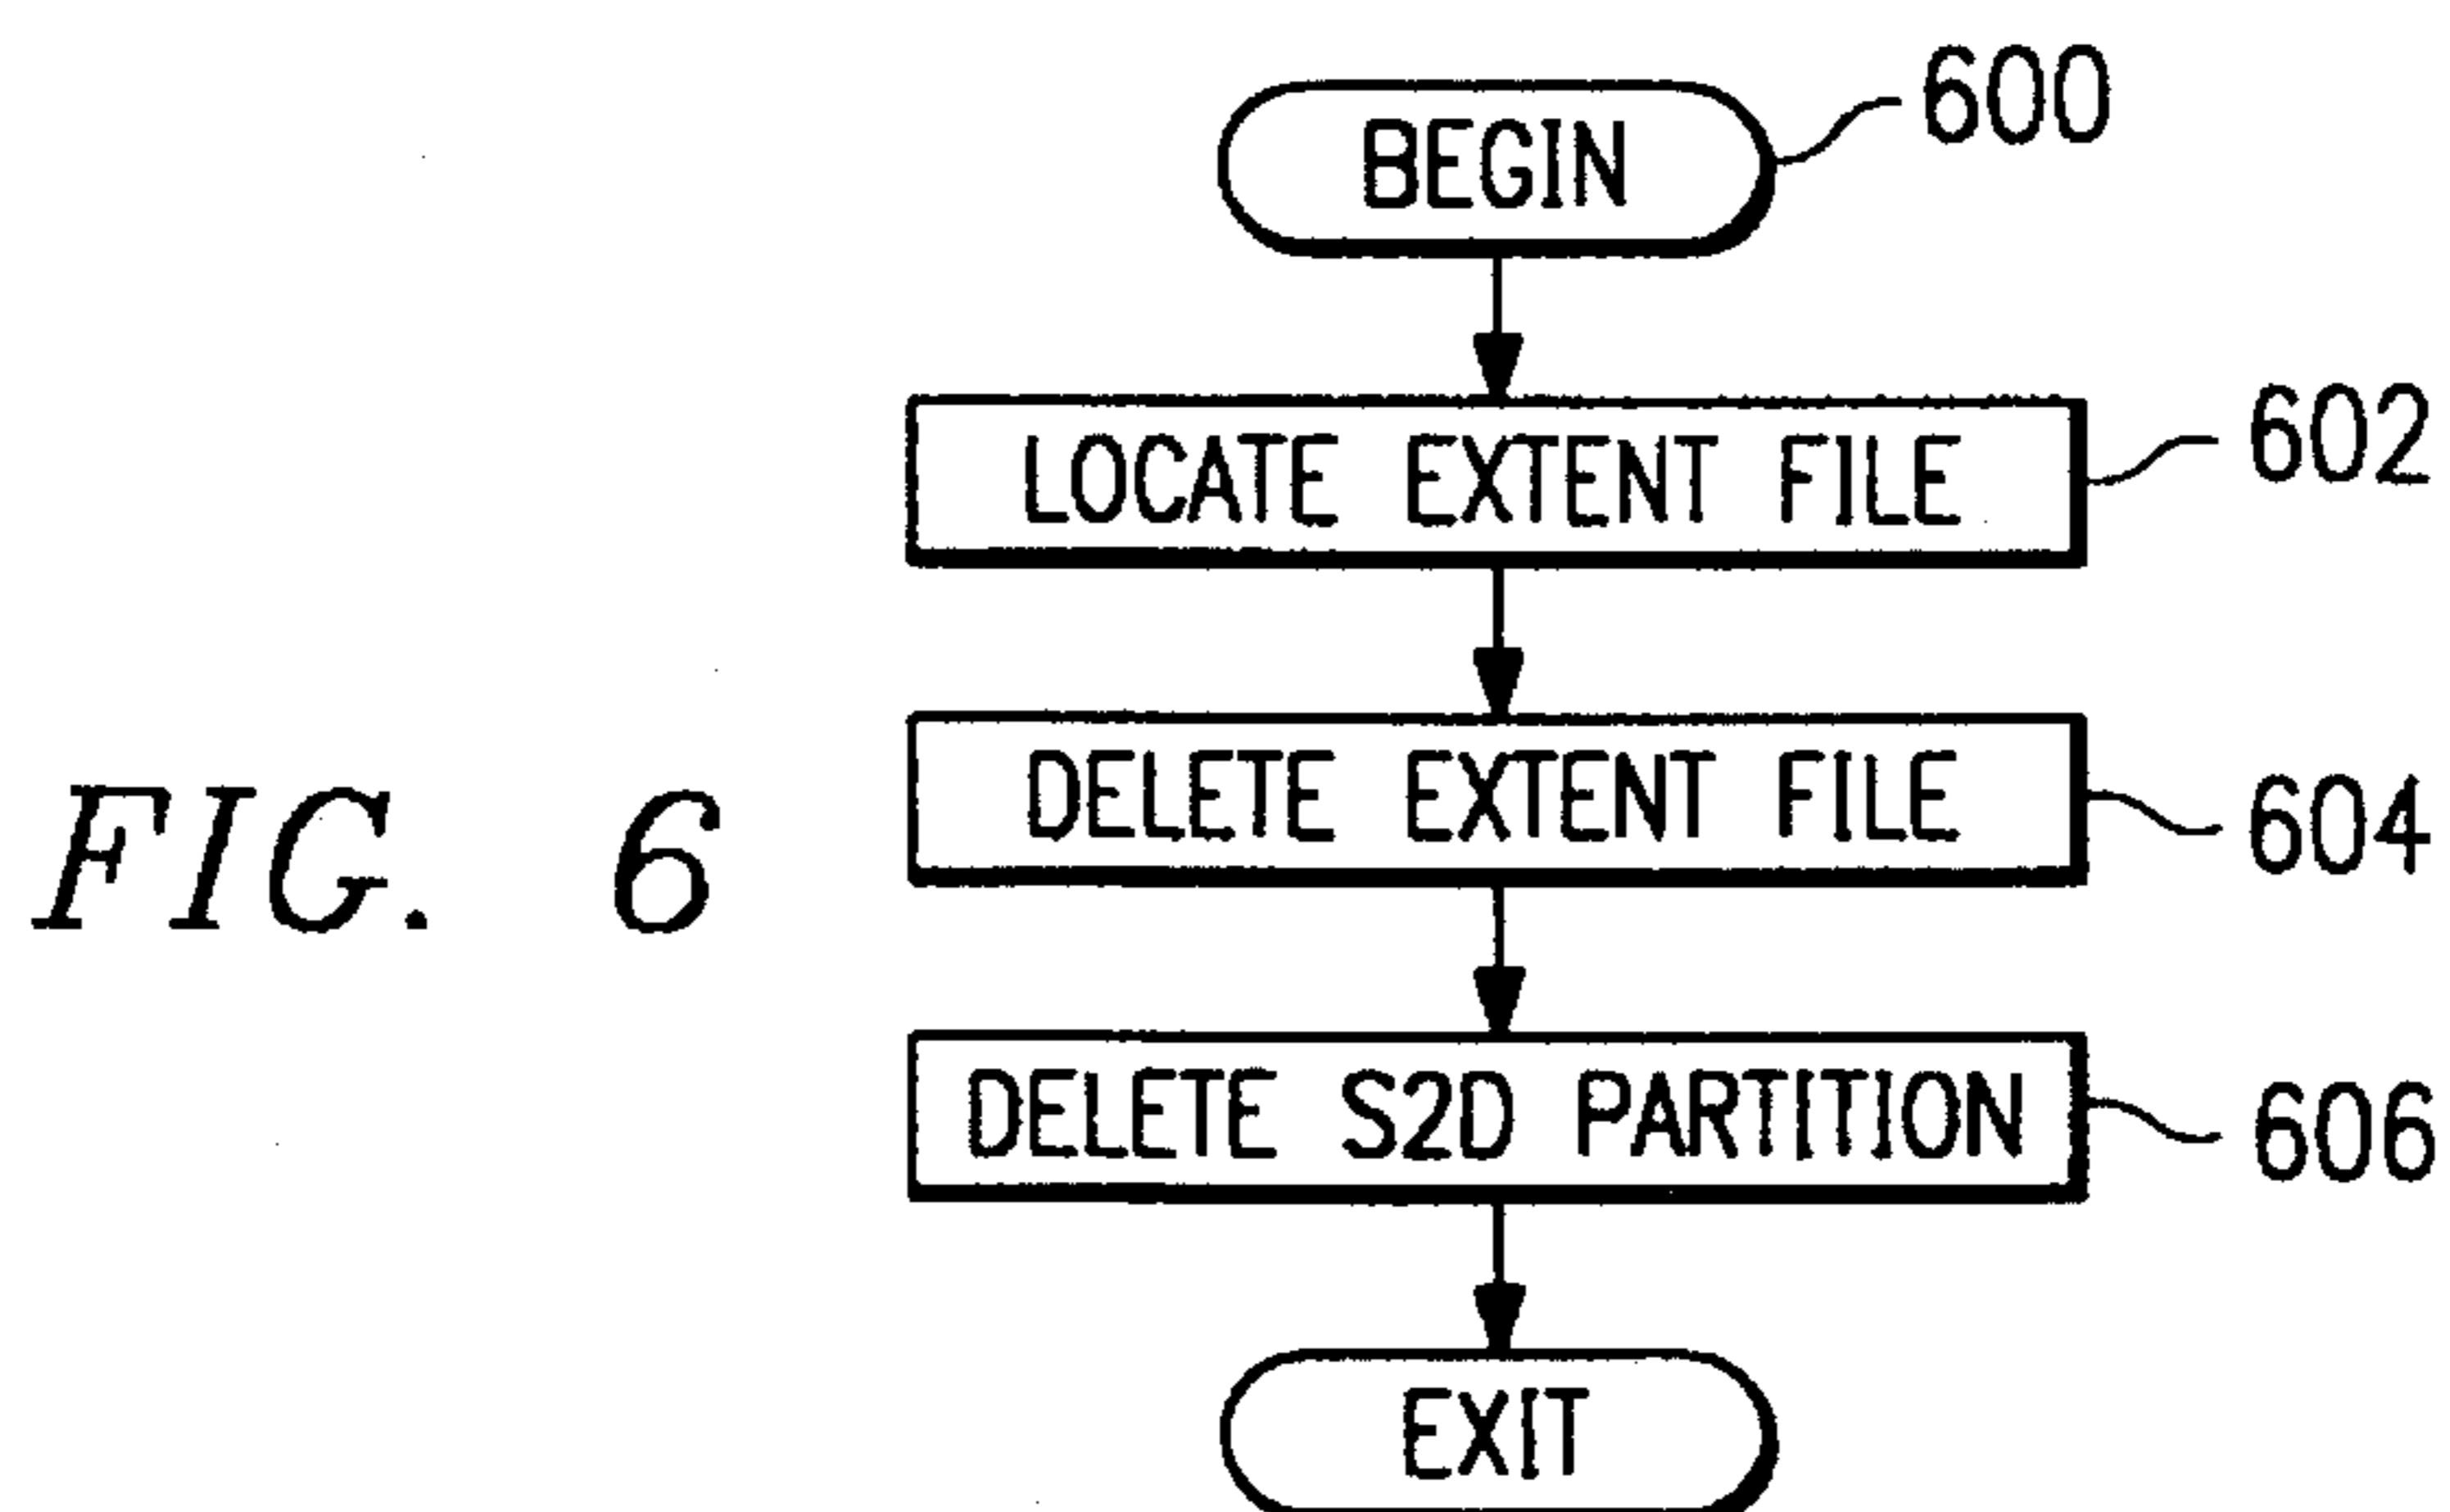 BEGIN
600
LOCATE EXTENT FILE
602
DELETE EXTENT FILE
604
FIG. 6
DELETE S2D PARTITION
606
EXIT